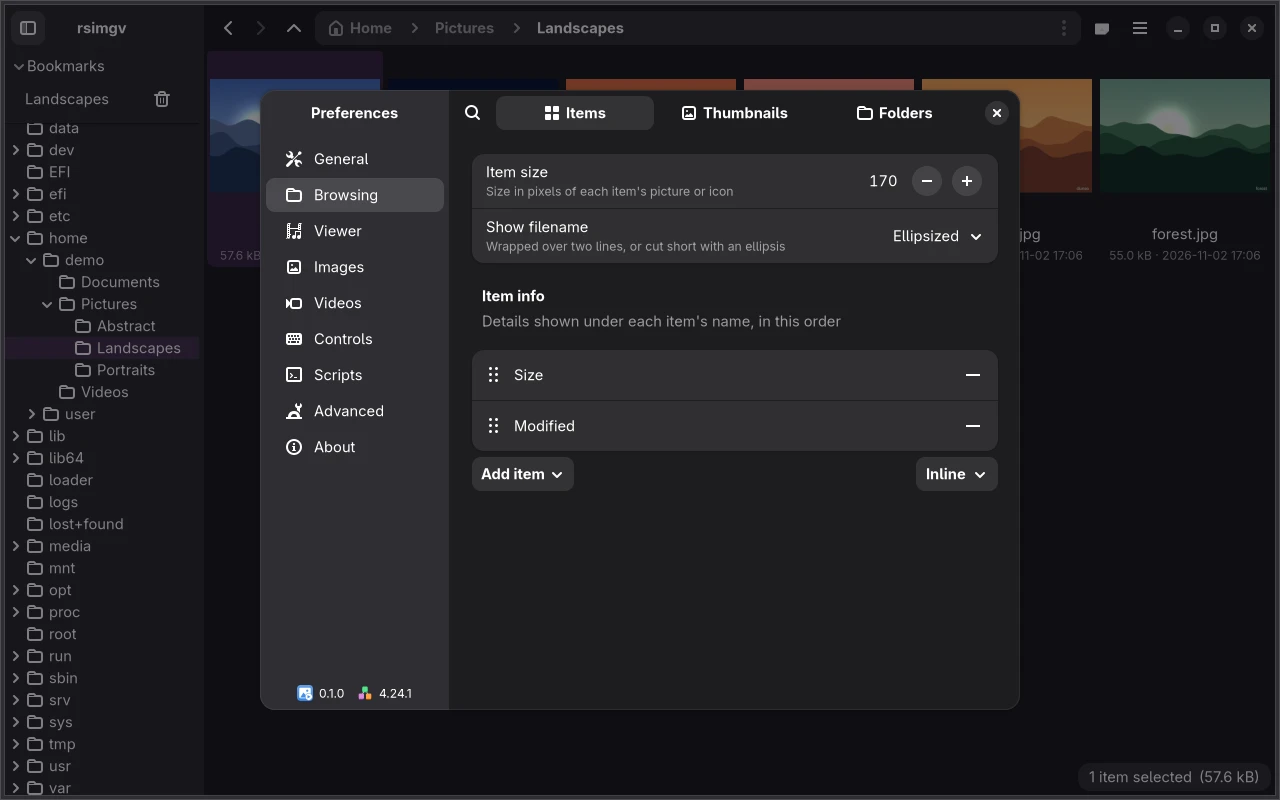 rsimgv
Home
Pictures
Landscapes
Bookmarks
Landscapes
data
dev
EFI
efi
etc
home
demo
Documents
Pictures
Abstract
Landscapes
Portraits
Videos
user
lib
lib64
loader
logs
lost+found
media
mnt
opt
proc
root
run
sbin
srv
sys
tmp
usr
var
57.6 kB
jpg
11-02 17:06
forest.jpg
55.0 kB · 2026-11-02 17:06
Preferences
General
Browsing
Viewer
Images
Videos
Controls
Scripts
Advanced
About
0.1.0
4.24.1
Items
Thumbnails
Folders
Item size
Size in pixels of each item's picture or icon
170
Show filename
Wrapped over two lines, or cut short with an ellipsis
Ellipsized
Item info
Details shown under each item's name, in this order
Size
Modified
Add item
Inline
1 item selected (57.6 kB)